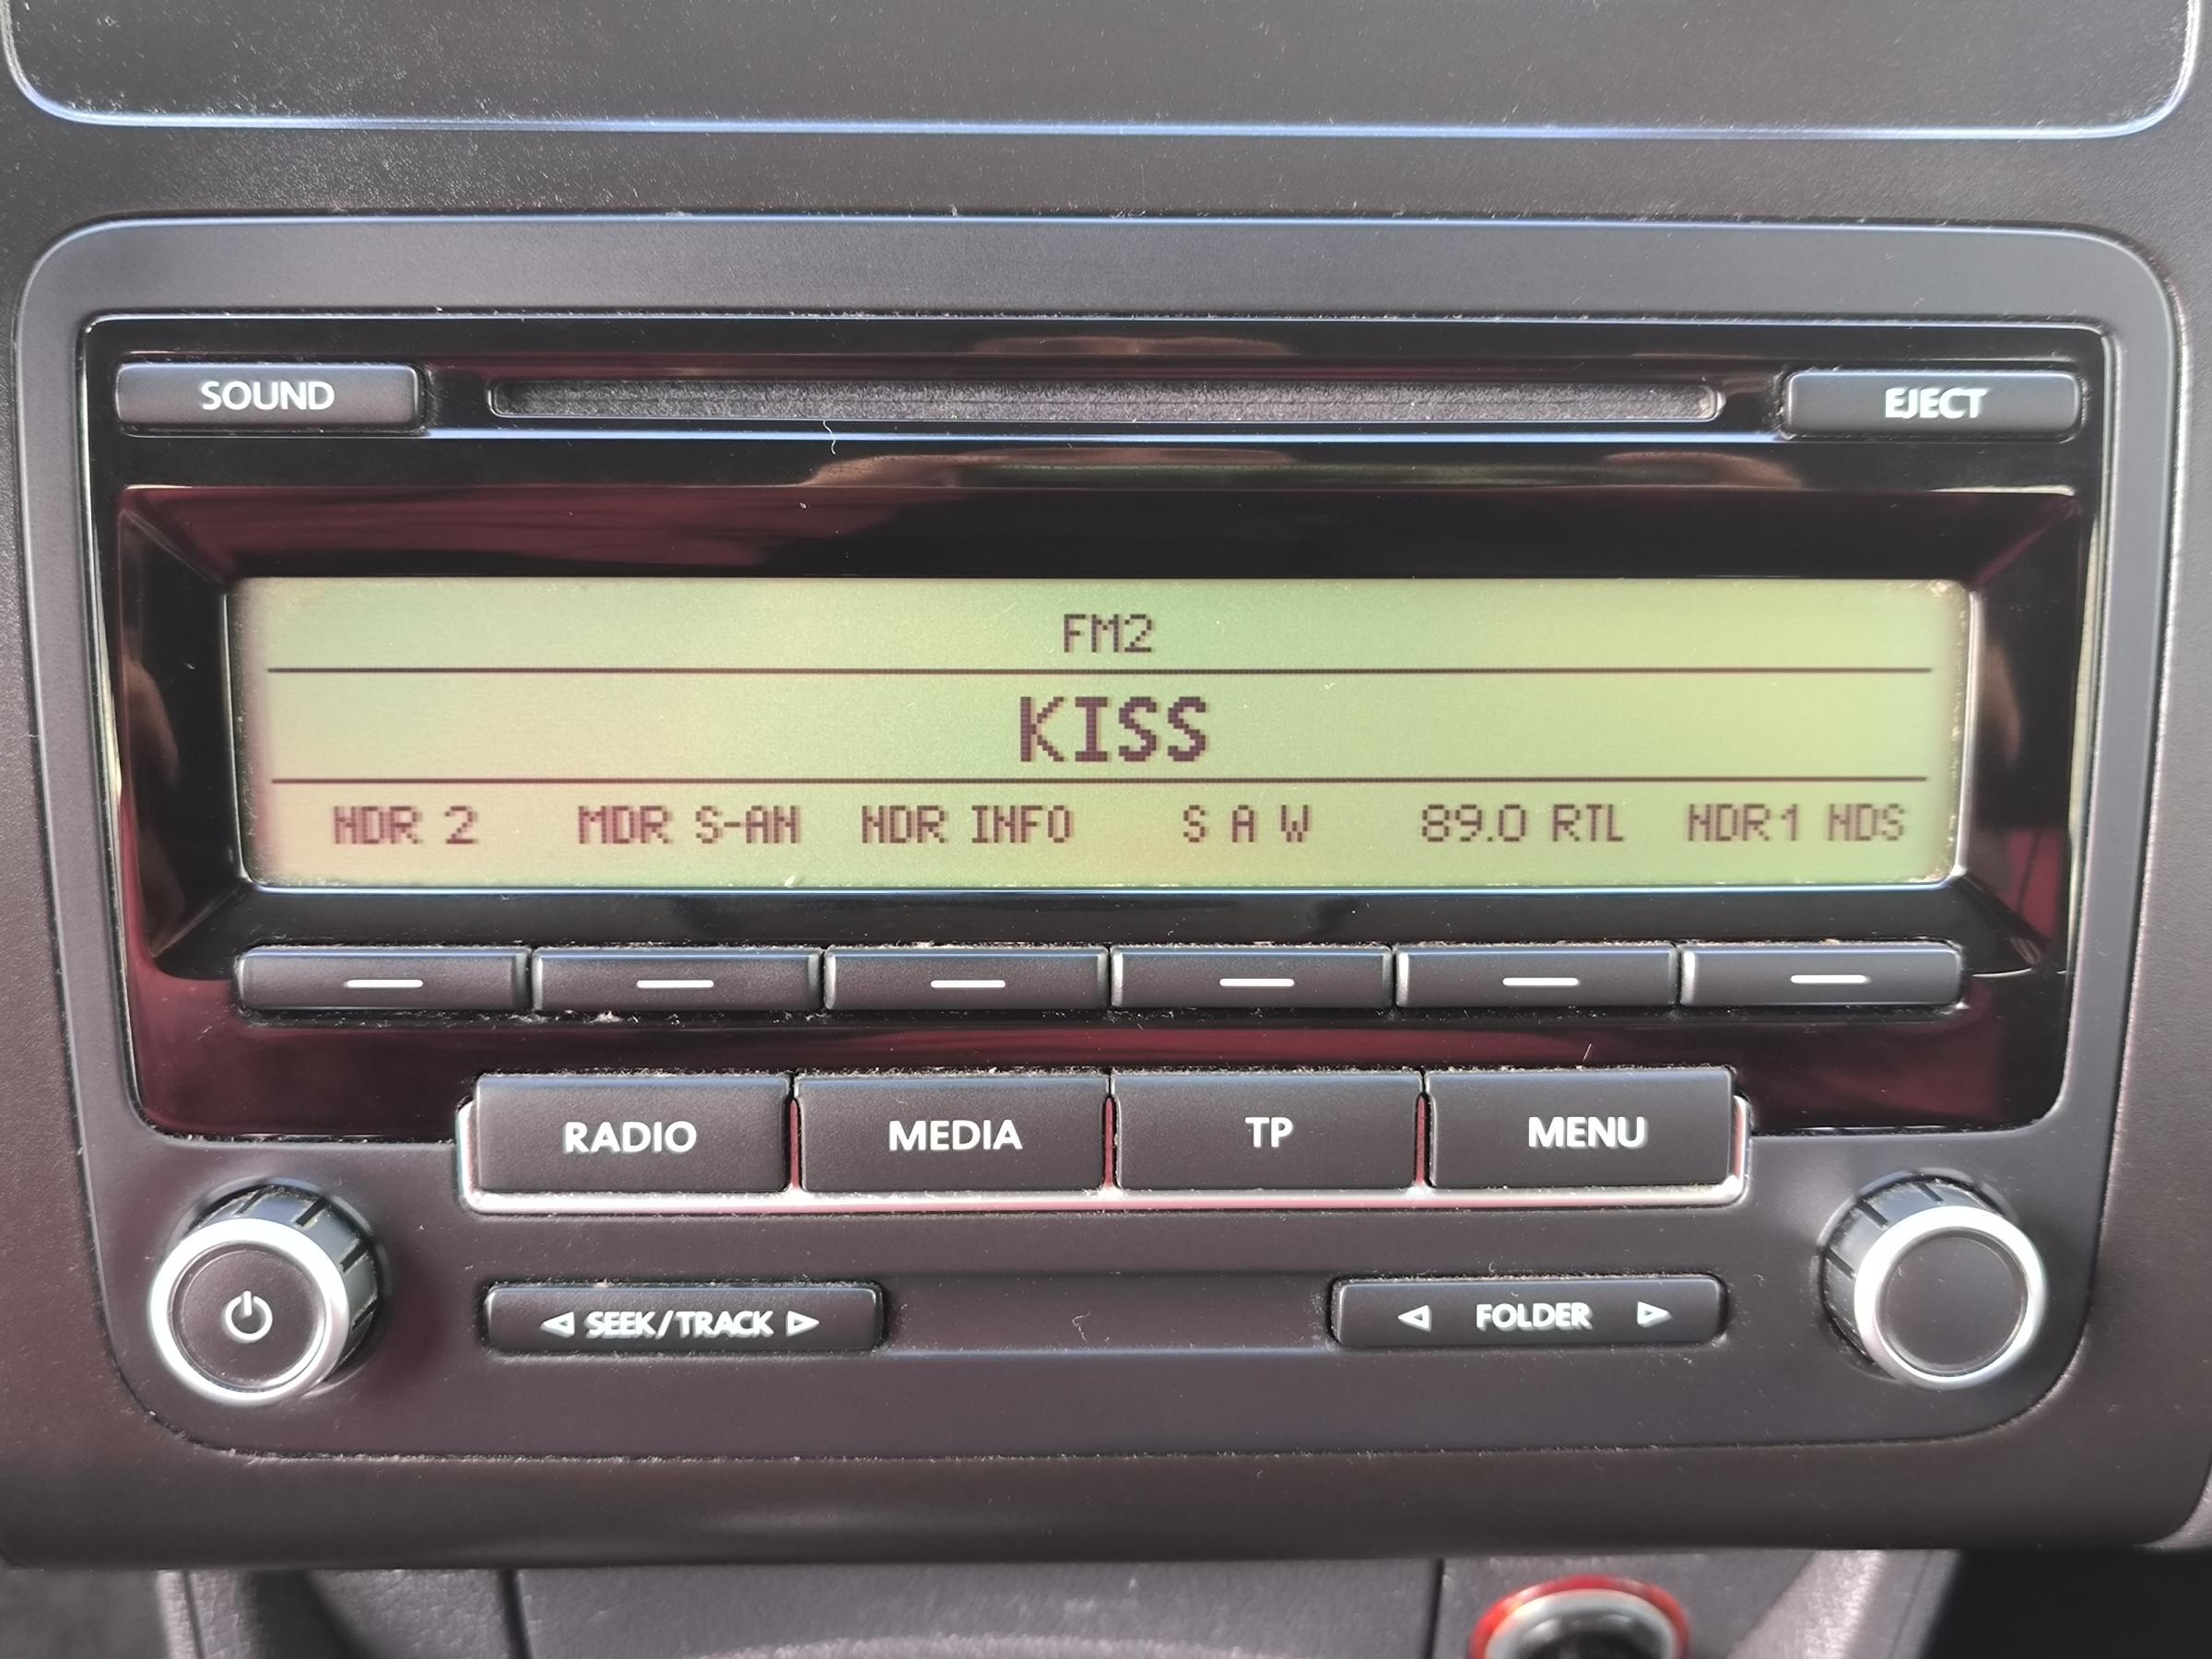 SOUND EJECT
FM2
KISS
NDR 2 MDR S-AN NDR INFO S A W 89.0 RTL NDR1 NDS
RADIO MEDIA TP MENU
SEEK/TRACK FOLDER